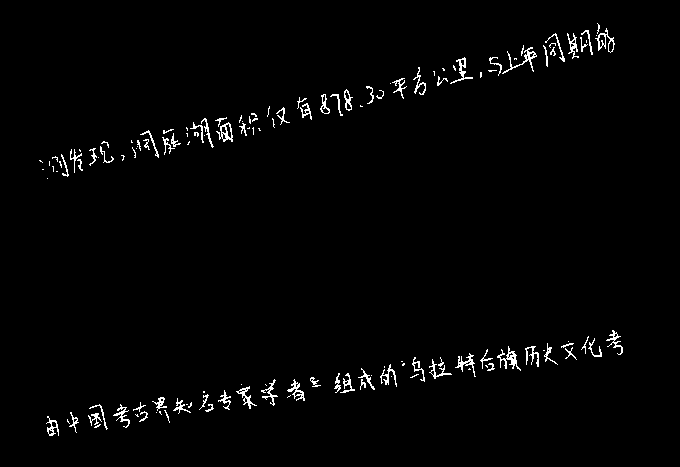 测发现,洞庭湖面积仅有878.30平方公里,与上年同期的
由中国考古界知名专家学者组成的“乌拉特后旗历史文化考